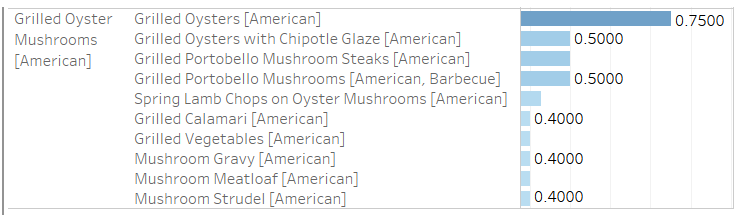 Grilled Oyster
Mushrooms
[American]
Grilled Oysters [American]
0.7500
Grilled Oysters with Chipotle Glaze [American]
0.5000
Grilled Portobello Mushroom Steaks [American]
Grilled Portobello Mushrooms [American, Barbecue]
0.5000
Spring Lamb Chops on Oyster Mushrooms [American]
Grilled Calamari [American]
0.4000
Grilled Vegetables [American]
Mushroom Gravy [American]
0.4000
Mushroom Meatloaf [American]
Mushroom Strudel [American]
0.4000